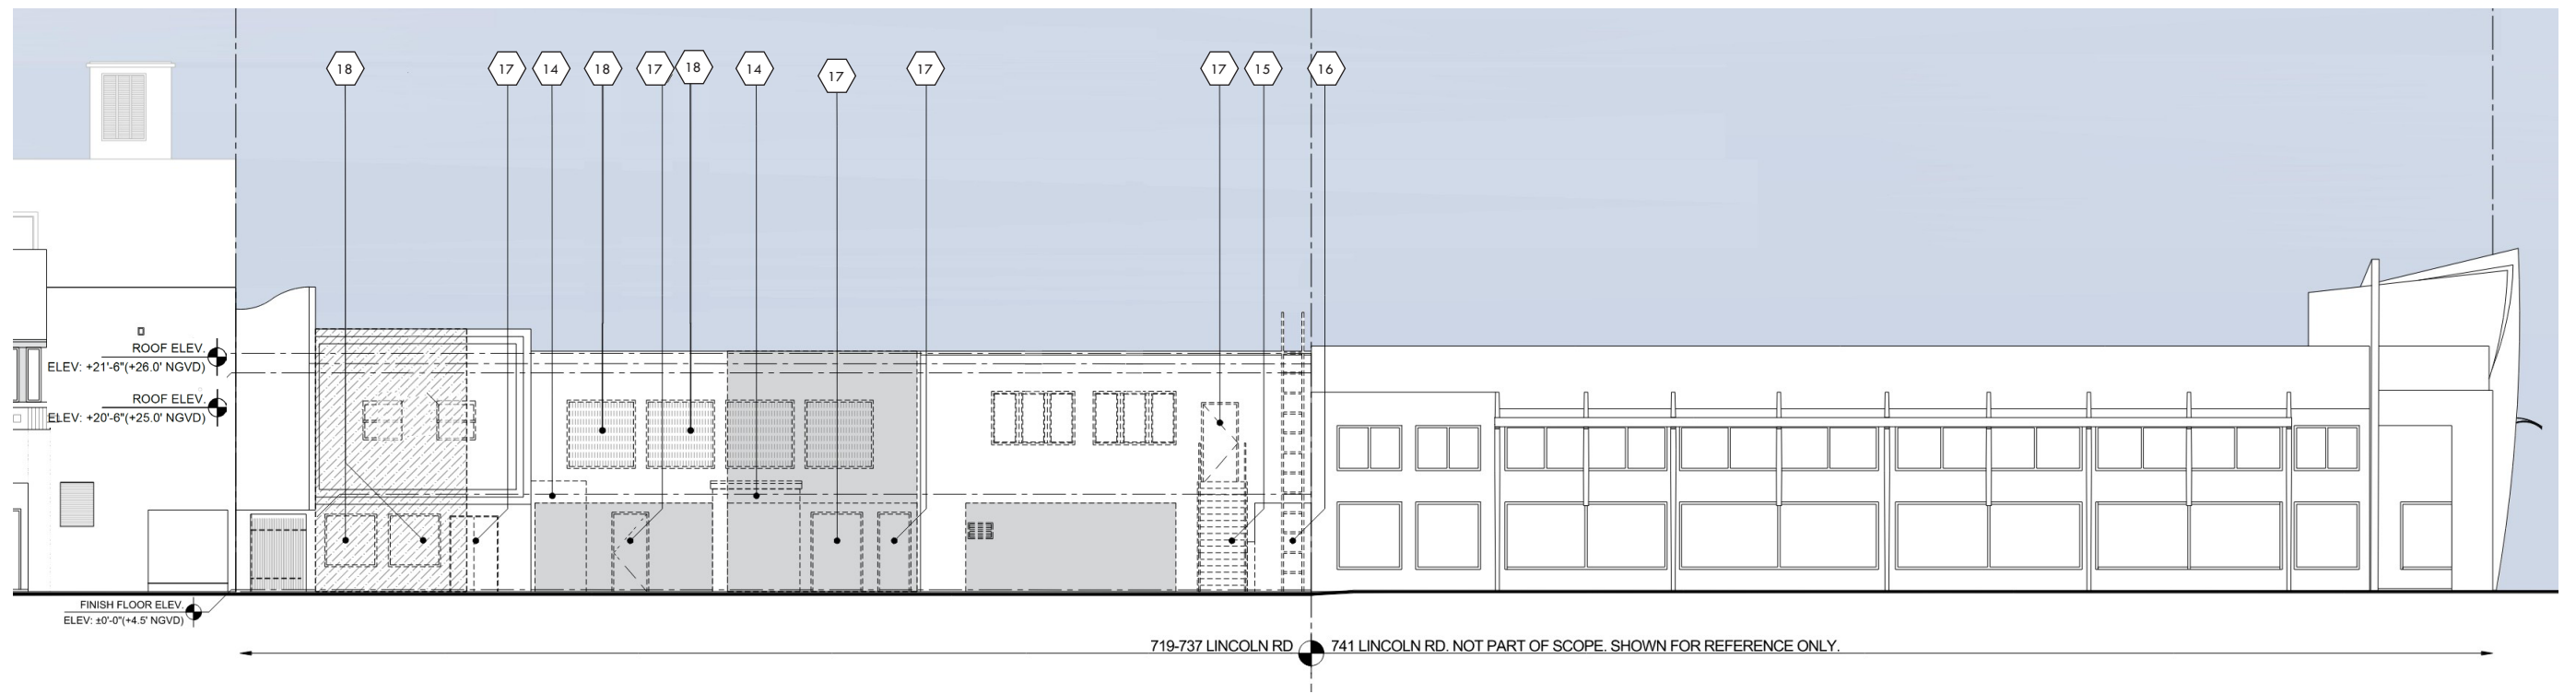 18
17
14
18
17
18
14
17
17
17
15
16
ROOF ELEV.
ELEV: +21'-6"(+26.0' NGVD)
ROOF ELEV.
ELEV: +20'-6"(+25.0' NGVD)
FINISH FLOOR ELEV.
ELEV: ±0'-0"(+4.5' NGVD)
719-737 LINCOLN RD
741 LINCOLN RD. NOT PART OF SCOPE. SHOWN FOR REFERENCE ONLY.